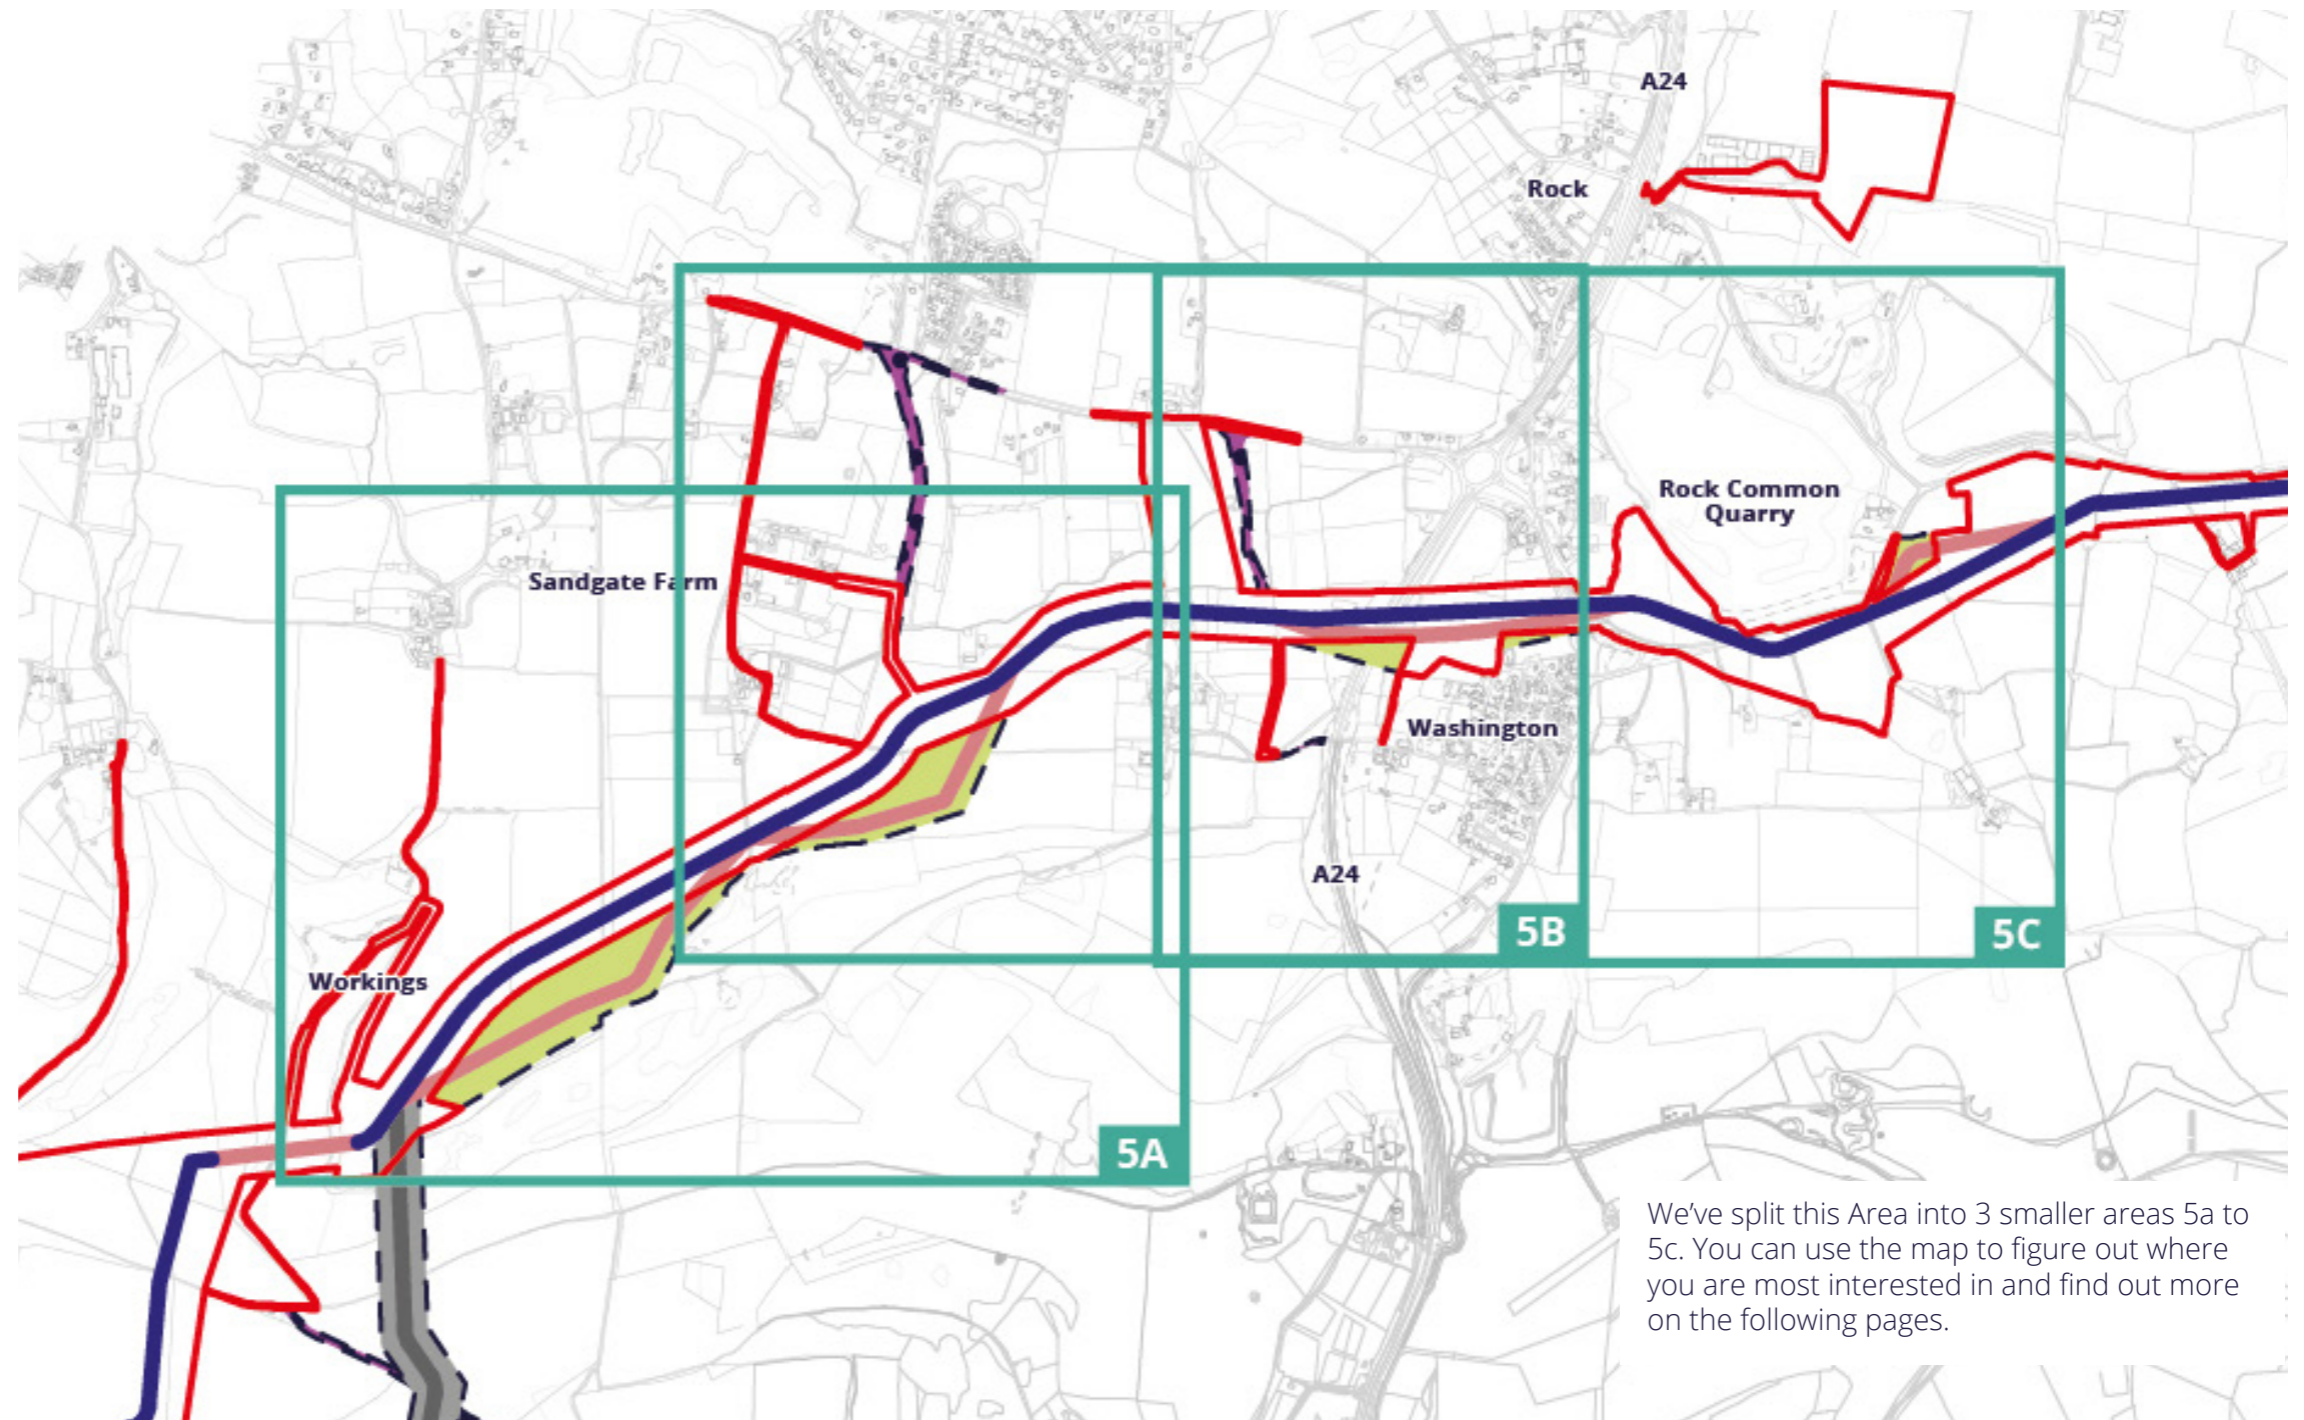 A24
Rock
Rock Common
Quarry
Sandgate Farm
Washington
A24
5B
5C
Workings
5A
We’ve split this Area into 3 smaller areas 5a to
5c. You can use the map to figure out where
you are most interested in and find out more
on the following pages.